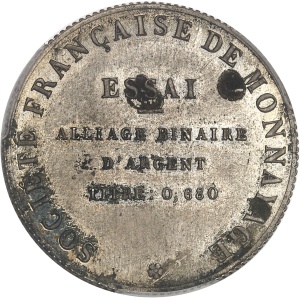 SOCIÉTÉ FRANÇAISE DE MONNAYAGE
ESSAI
ALLIAGE BINAIRE
D'ARGENT
TITRE: 0,680